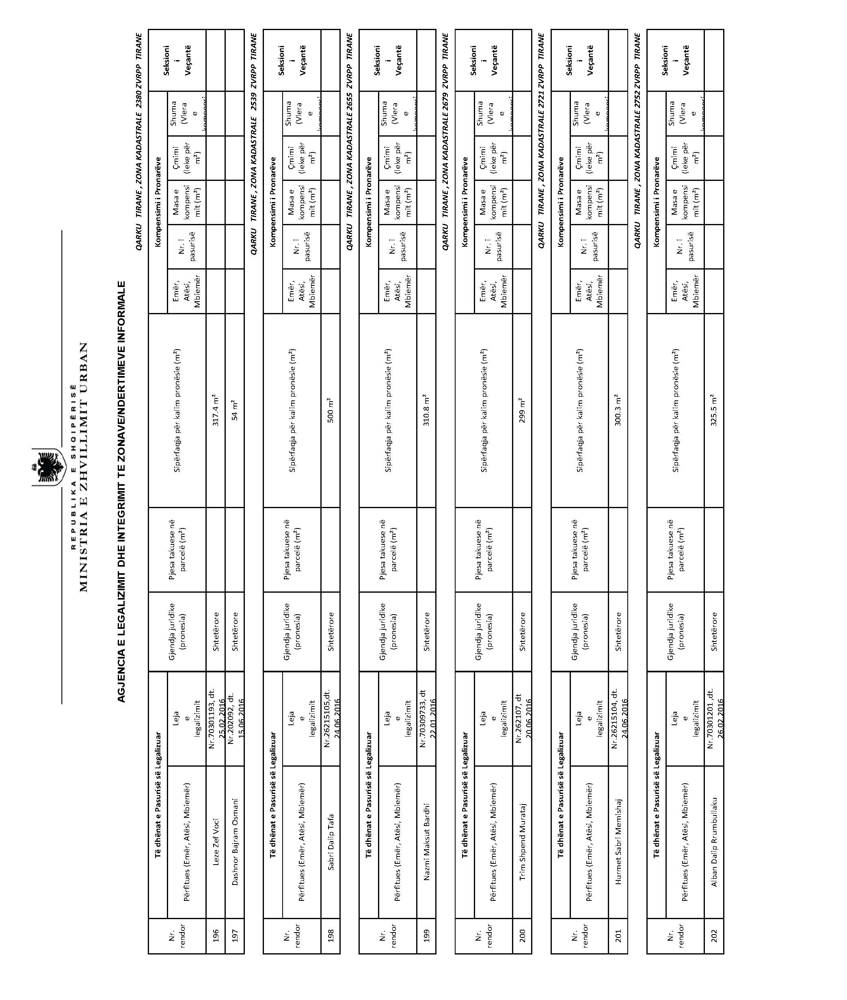 REPUBLIKA E SHQIPËRISË
MINISTRIA E ZHVILLIMIT URBAN
AGJENCIA E LEGALIZIMIT DHE INTEGRIMIT TE ZONAVE/NDERTIMEVE INFORMALE
QARKU TIRANE , ZONA KADASTRALE 2380 ZVRPP TIRANE
Nr. rendor | Të dhënat e Pasurisë së Legalizuar | Gjendja juridike (pronesia) | Pjesa takuese në parcelë (m²) | Sipërfaqja për kalim pronësie (m²) | Kompensimi i Pronarëve | Seksioni i Veçantë
Përfitues (Emër, Atësi, Mbiemër) | Leja e legalizimit | Emër, Atësi, Mbiemër | Nr. i pasurisë | Masa e kompensi mit (m²) | Çmimi (leke për m²) | Shuma (Vlera e kompensi
196 | Leze Zef Voci | Nr.70301193, dt. 25.02.2016 | Shtetërore | 317.4 m²
197 | Dashnor Bajram Osmani | Nr.202092, dt. 15.06.2016 | Shtetërore | 54 m²
QARKU TIRANE , ZONA KADASTRALE 2539 ZVRPP TIRANE
Nr. rendor | Të dhënat e Pasurisë së Legalizuar | Gjendja juridike (pronesia) | Pjesa takuese në parcelë (m²) | Sipërfaqja për kalim pronësie (m²) | Kompensimi i Pronarëve | Seksioni i Veçantë
Përfitues (Emër, Atësi, Mbiemër) | Leja e legalizimit | Emër, Atësi, Mbiemër | Nr. i pasurisë | Masa e kompensi mit (m²) | Çmimi (leke për m²) | Shuma (Vlera e kompensi
198 | Sabri Dalip Tafa | Nr.26215105,dt. 24.06.2016 | Shtetërore | 500 m²
QARKU TIRANE , ZONA KADASTRALE 2655 ZVRPP TIRANE
Nr. rendor | Të dhënat e Pasurisë së Legalizuar | Gjendja juridike (pronesia) | Pjesa takuese në parcelë (m²) | Sipërfaqja për kalim pronësie (m²) | Kompensimi i Pronarëve | Seksioni i Veçantë
Përfitues (Emër, Atësi, Mbiemër) | Leja e legalizimit | Emër, Atësi, Mbiemër | Nr. i pasurisë | Masa e kompensi mit (m²) | Çmimi (leke për m²) | Shuma (Vlera e kompensi
199 | Nazmi Maksut Bardhi | Nr.70309733, dt 22.01.2016 | Shtetërore | 310.8 m²
QARKU TIRANE , ZONA KADASTRALE 2679 ZVRPP TIRANE
Nr. rendor | Të dhënat e Pasurisë së Legalizuar | Gjendja juridike (pronesia) | Pjesa takuese në parcelë (m²) | Sipërfaqja për kalim pronësie (m²) | Kompensimi i Pronarëve | Seksioni i Veçantë
Përfitues (Emër, Atësi, Mbiemër) | Leja e legalizimit | Emër, Atësi, Mbiemër | Nr. i pasurisë | Masa e kompensi mit (m²) | Çmimi (leke për m²) | Shuma (Vlera e kompensi
200 | Trim Shpend Murataj | Nr.262107, dt 20.06.2016 | Shtetërore | 299 m²
QARKU TIRANE , ZONA KADASTRALE 2721 ZVRPP TIRANE
Nr. rendor | Të dhënat e Pasurisë së Legalizuar | Gjendja juridike (pronesia) | Pjesa takuese në parcelë (m²) | Sipërfaqja për kalim pronësie (m²) | Kompensimi i Pronarëve | Seksioni i Veçantë
Përfitues (Emër, Atësi, Mbiemër) | Leja e legalizimit | Emër, Atësi, Mbiemër | Nr. i pasurisë | Masa e kompensi mit (m²) | Çmimi (leke për m²) | Shuma (Vlera e kompensi
201 | Hurmet Sabri Memishaj | Nr.26215104, dt. 24.06.2016 | Shtetërore | 300.3 m²
QARKU TIRANE , ZONA KADASTRALE 2752 ZVRPP TIRANE
Nr. rendor | Të dhënat e Pasurisë së Legalizuar | Gjendja juridike (pronesia) | Pjesa takuese në parcelë (m²) | Sipërfaqja për kalim pronësie (m²) | Kompensimi i Pronarëve | Seksioni i Veçantë
Përfitues (Emër, Atësi, Mbiemër) | Leja e legalizimit | Emër, Atësi, Mbiemër | Nr. i pasurisë | Masa e kompensi mit (m²) | Çmimi (leke për m²) | Shuma (Vlera e kompensi
202 | Alban Dalip Rrumbullaku | Nr.70301201 ,dt. 26.02.2016 | Shtetërore | 325.5 m²